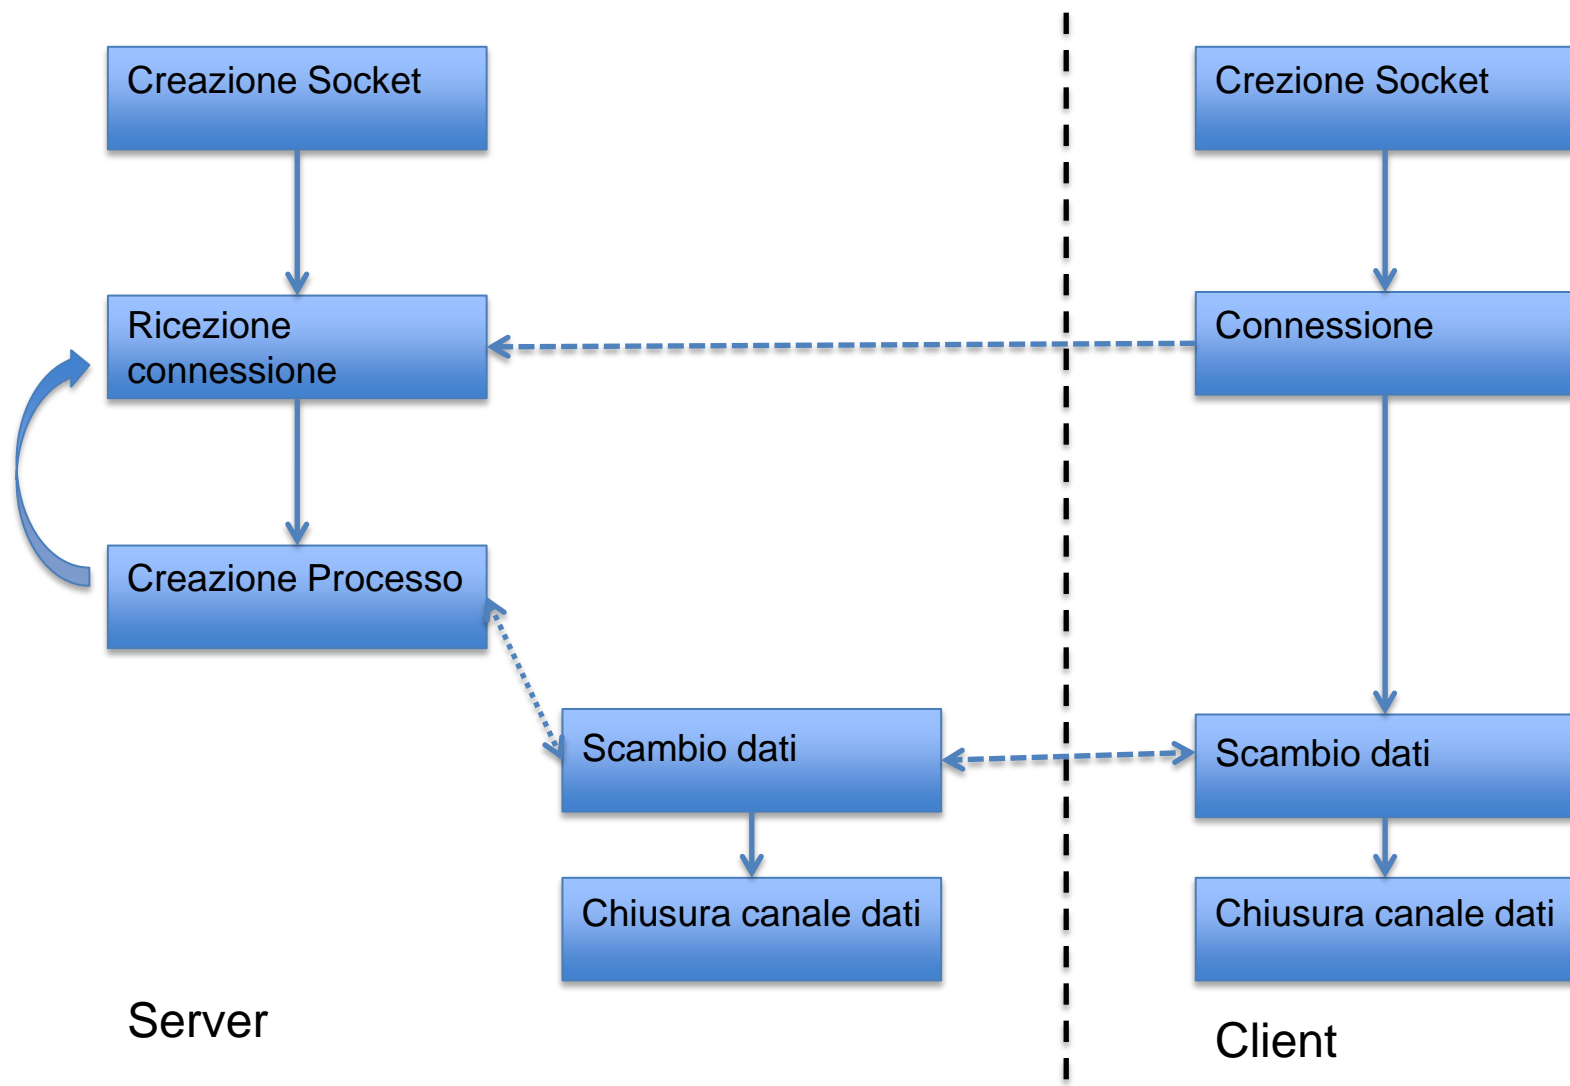 Creazione Socket
Crezione Socket
Ricezione
connessione
Connessione
Creazione Processo
Scambio dati
Scambio dati
Chiusura canale dati
Chiusura canale dati
Server
Client